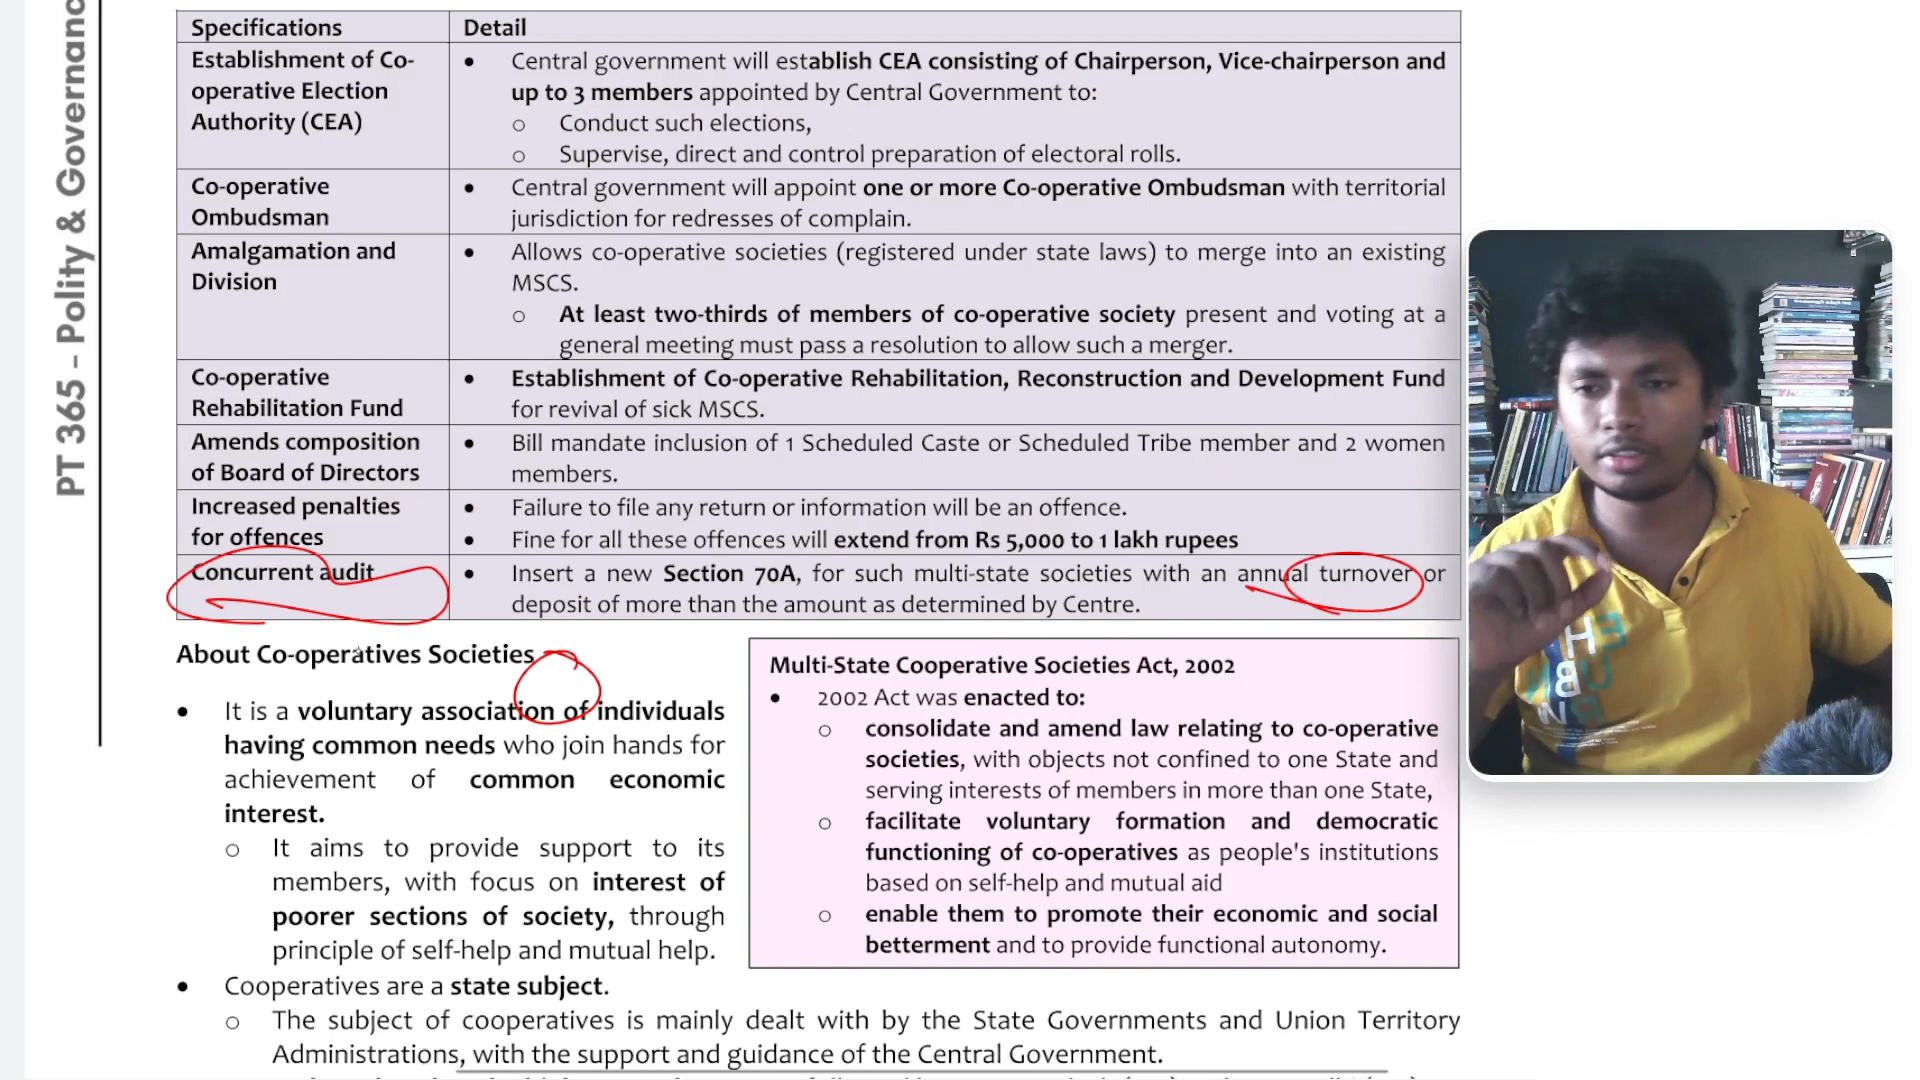 PT 365 - Polity & Governanc
Specifications Detail
Establishment of Co-
operative Election
Authority (CEA)
• Central government will establish CEA consisting of Chairperson, Vice-chairperson and
up to 3 members appointed by Central Government to:
o Conduct such elections,
o Supervise, direct and control preparation of electoral rolls.
Co-operative
Ombudsman
• Central government will appoint one or more Co-operative Ombudsman with territorial
jurisdiction for redresses of complain.
Amalgamation and
Division
• Allows co-operative societies (registered under state laws) to merge into an existing
MSCS.
o At least two-thirds of members of co-operative society present and voting at a
general meeting must pass a resolution to allow such a merger.
Co-operative
Rehabilitation Fund
• Establishment of Co-operative Rehabilitation, Reconstruction and Development Fund
for revival of sick MSCS.
Amends composition
of Board of Directors
• Bill mandate inclusion of 1 Scheduled Caste or Scheduled Tribe member and 2 women
members.
Increased penalties
for offences
• Failure to file any return or information will be an offence.
• Fine for all these offences will extend from Rs 5,000 to 1 lakh rupees
Concurrent audit
• Insert a new Section 70A, for such multi-state societies with an annual turnover or
deposit of more than the amount as determined by Centre.
About Co-operatives Societies
• It is a voluntary association of individuals
having common needs who join hands for
achievement of common economic
interest.
o It aims to provide support to its
members, with focus on interest of
poorer sections of society, through
principle of self-help and mutual help.
Multi-State Cooperative Societies Act, 2002
• 2002 Act was enacted to:
o consolidate and amend law relating to co-operative
societies, with objects not confined to one State and
serving interests of members in more than one State,
o facilitate voluntary formation and democratic
functioning of co-operatives as people's institutions
based on self-help and mutual aid
o enable them to promote their economic and social
betterment and to provide functional autonomy.
• Cooperatives are a state subject.
o The subject of cooperatives is mainly dealt with by the State Governments and Union Territory
Administrations, with the support and guidance of the Central Government.